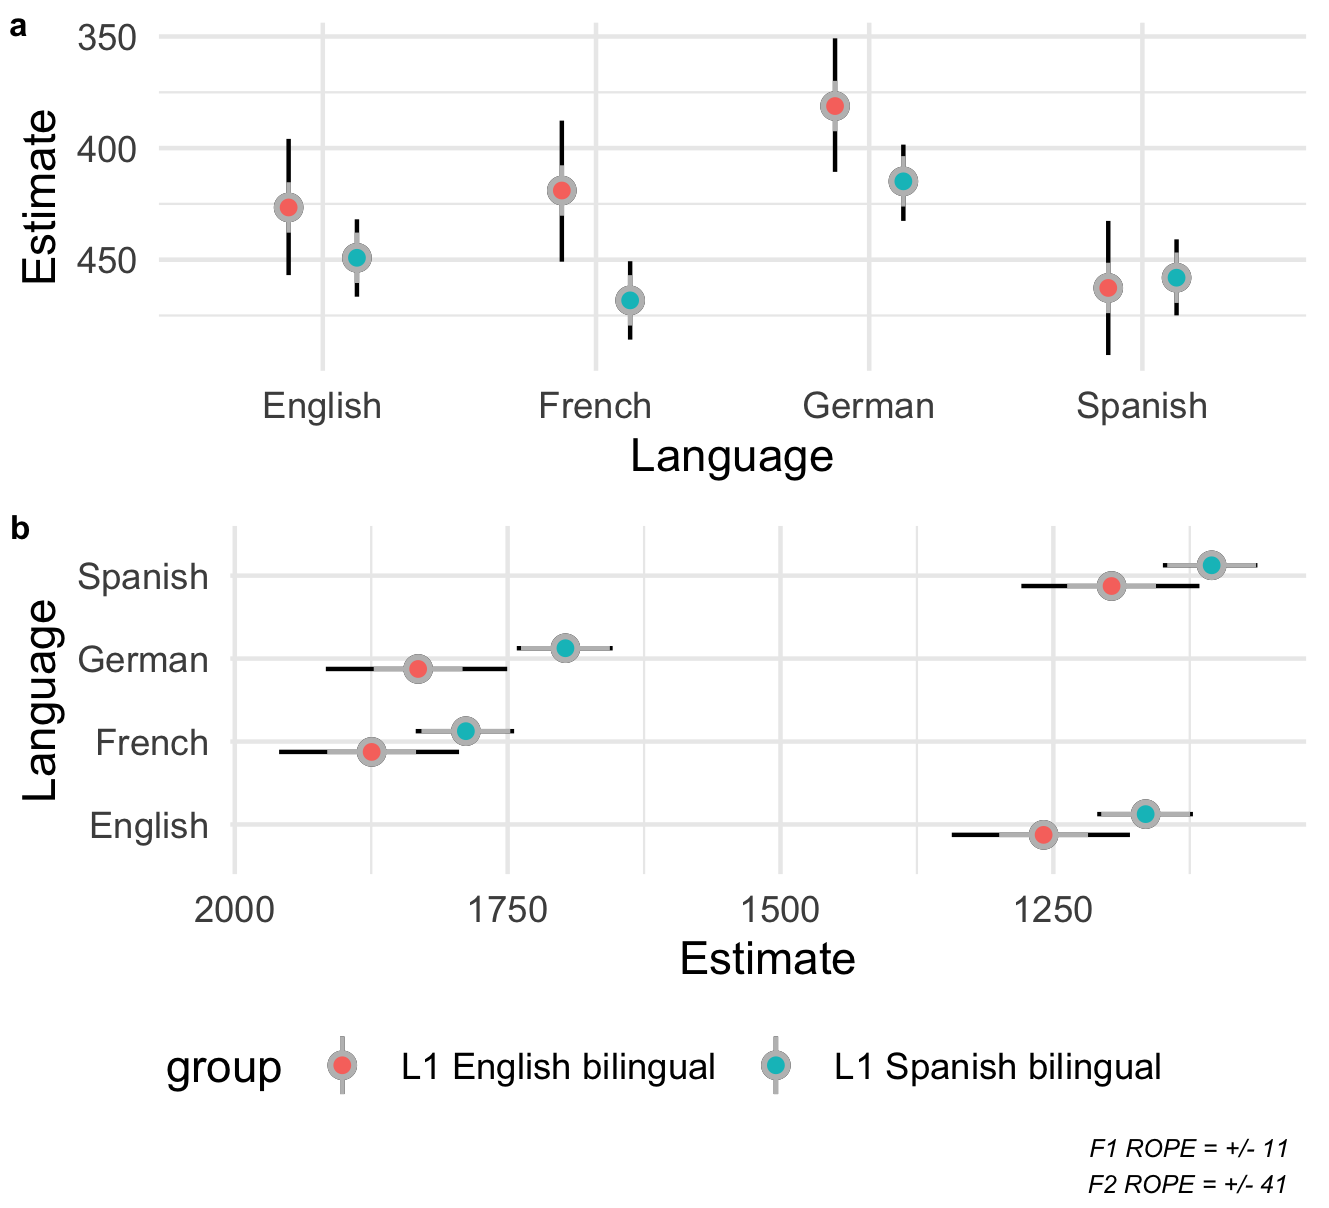 a
350
400
450
Estimate
English French German Spanish
Language
b
Spanish
German
French
English
Language
2000 1750 1500 1250
Estimate
group L1 English bilingual L1 Spanish bilingual
F1 ROPE = +/- 11
F2 ROPE = +/- 41